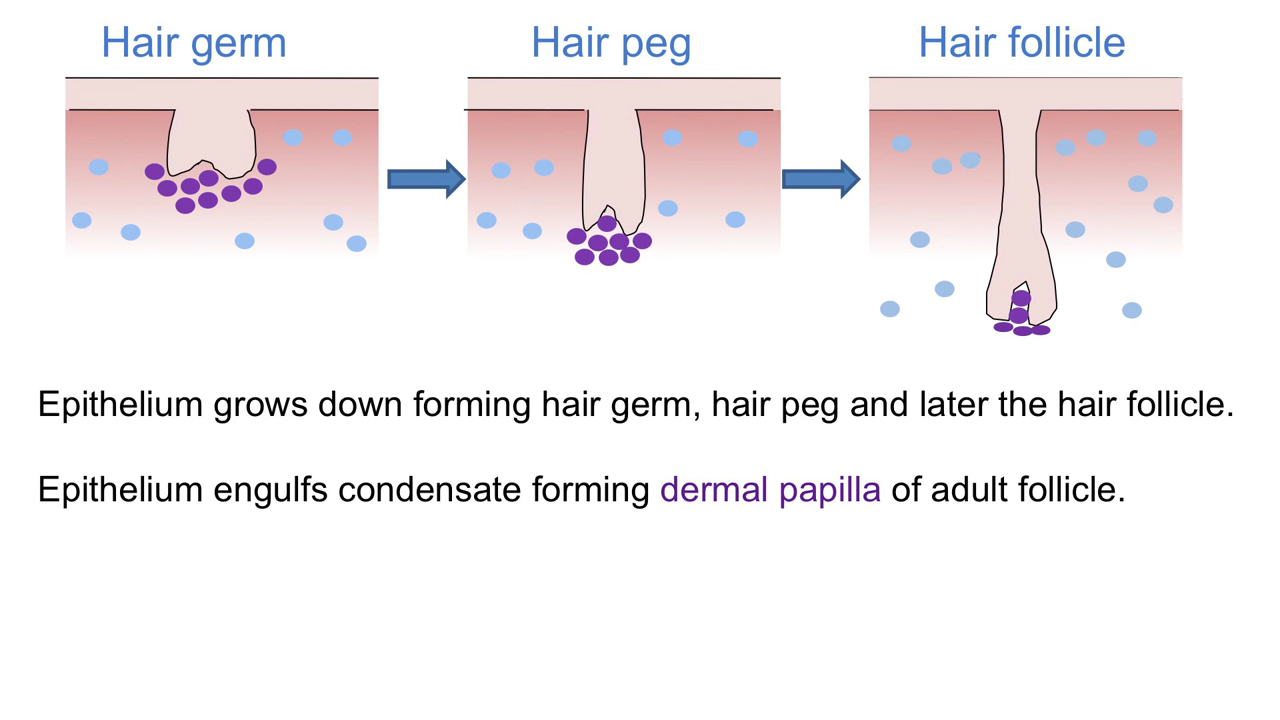 Hair germ
Hair peg
Hair follicle
Epithelium grows down forming hair germ, hair peg and later the hair follicle.
Epithelium engulfs condensate forming dermal papilla of adult follicle.